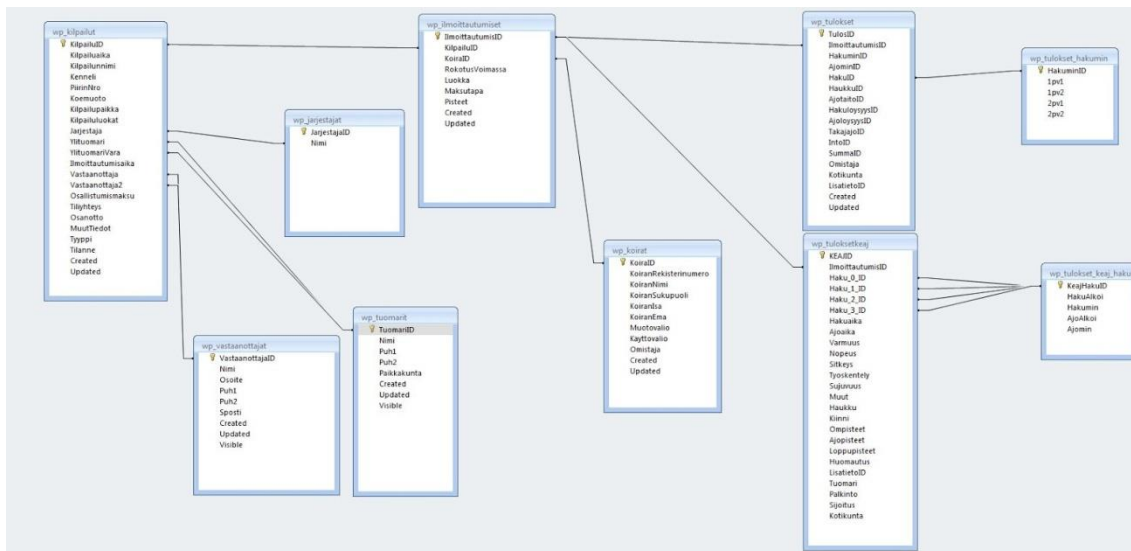 wp_kilpailut
KilpailuID
Kilpailuaika
Kilpailunnimi
Kenneli
PiirinNro
Koemuoto
Kilpailupaikka
Kilpailuluokat
Jarjestaja
Ylituomari
YlituomariVara
Ilmoittautumisaika
Vastaanottaja
Vastaanottaja2
Osallistumismaksu
Tiliyhteys
Osanotto
MuutTiedot
Tyyppi
Tilanne
Created
Updated
wp_jarjestajat
JarjestajaID
Nimi
wp_vastaanottajat
VastaanottajaID
Nimi
Osoite
Puh1
Puh2
Sposti
Created
Updated
Visible
wp_tuomarit
TuomariID
Nimi
Puh1
Puh2
Paikkakunta
Created
Updated
Visible
wp_ilmoittautumiset
IlmoittautumisID
KilpailuID
KoiraID
RokotusVoimassa
Luokka
Maksutapa
Pisteet
Created
Updated
wp_koirat
KoiraID
KoiranRekisterinumero
KoiranNimi
KoiranSukupuoli
KoiranIsa
KoiranEma
Muotovalio
Kayttovalio
Omistaja
Created
Updated
wp_tulokset
TulosID
IlmoittautumisID
HakuminID
AjominID
HakuID
HaukkuID
AjotaitoID
HakuloysyysID
AjoloysyysID
TakajajoID
IntoID
SummaID
Omistaja
Kotikunta
LisatietoID
Created
Updated
wp_tuloksetkeaj
KEAJID
IlmoittautumisID
Haku_0_ID
Haku_1_ID
Haku_2_ID
Haku_3_ID
Hakuaika
Ajoaika
Varmuus
Nopeus
Sitkeys
Tyoskentely
Sujuvuus
Muut
Haukku
Kiinni
Ompisteet
Ajopisteet
Loppupisteet
Huomautus
LisatietoID
Tuomari
Palkinto
Sijoitus
Kotikunta
wp_tulokset_hakumin
HakuminID
1pv1
1pv2
2pv1
2pv2
wp_tulokset_keaj_haku
KeajHakuID
HakuAlkoi
Hakumin
AjoAlkoi
Ajomin